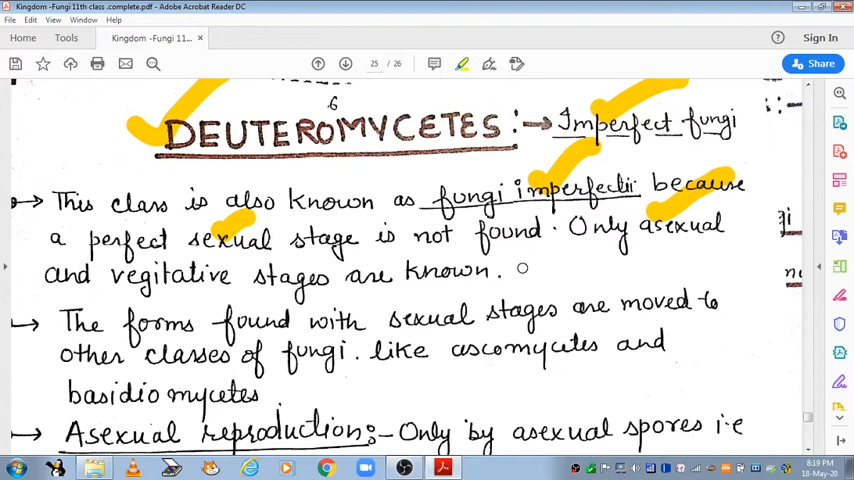 Kingdom -Fungi 11th class .complete.pdf - Adobe Acrobat Reader DC
File Edit View Window Help
Home Tools Kingdom -Fungi 11... × Sign In
25 / 26 Share
6
DEUTEROMYCETES :→ Imperfect fungi
→ This class is also known as fungi imperfectii because
a perfect sexual stage is not found. Only asexual
and vegitative stages are known.
→ The forms found with sexual stages are moved to
other classes of fungi. like ascomycetes and
basidiomycetes
→ Asexual reproduction:- Only by asexual spores i.e
8:19 PM
18-May-20